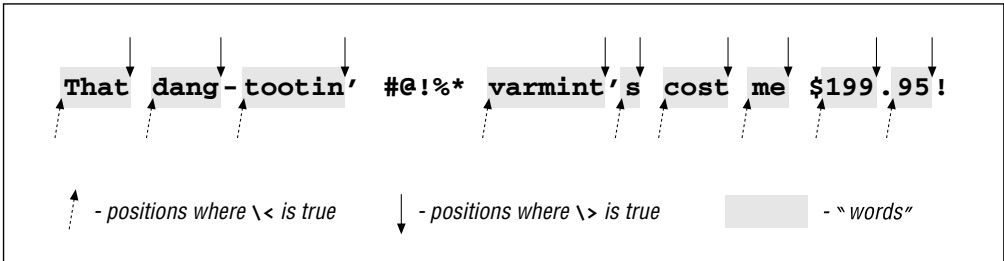 That dang-tootin’ #@!%* varmint’s cost me $199.95!
- positions where \< is true - positions where \> is true - “words”